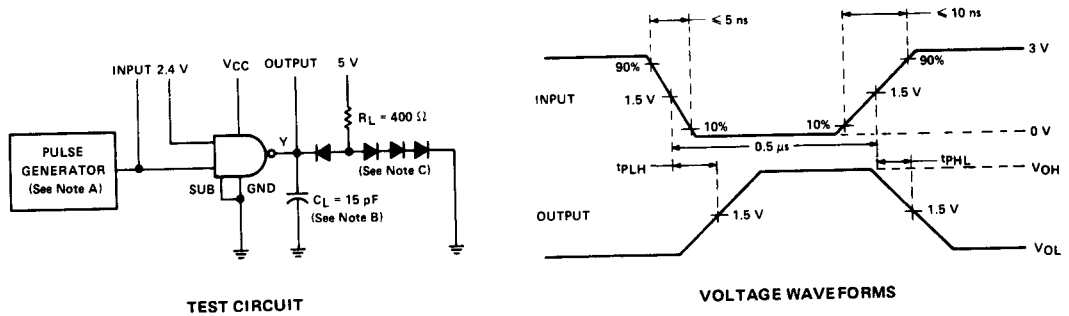 INPUT 2.4 V
VCC
OUTPUT
5 V
RL = 400 Ω
PULSE
GENERATOR
(See Note A)
Y
SUB
GND
(See Note C)
CL = 15 pF
(See Note B)
TEST CIRCUIT
≤ 5 ns
≤ 10 ns
3 V
90%
90%
INPUT
1.5 V
1.5 V
10%
10%
0 V
0.5 μs
tPLH
tPHL
VOH
OUTPUT
1.5 V
1.5 V
VOL
VOLTAGE WAVEFORMS